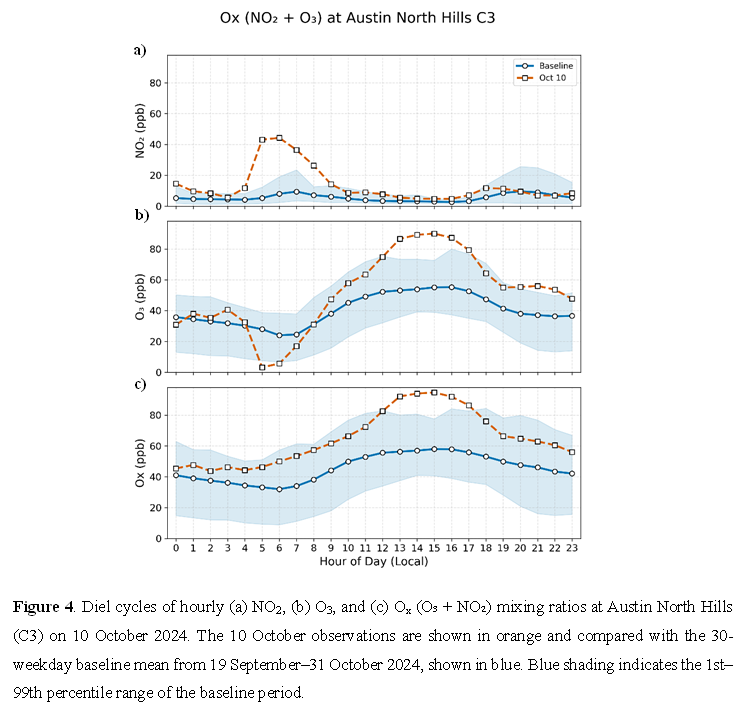 Ox (NO₂ + O₃) at Austin North Hills C3
a)
Baseline
Oct 10
NO₂ (ppb)
80
60
40
20
0
b)
O₃ (ppb)
80
60
40
20
0
c)
Ox (ppb)
80
60
40
20
0
0 1 2 3 4 5 6 7 8 9 10 11 12 13 14 15 16 17 18 19 20 21 22 23
Hour of Day (Local)
Figure 4. Diel cycles of hourly (a) NO₂, (b) O₃, and (c) Oₓ (O₃ + NO₂) mixing ratios at Austin North Hills
(C3) on 10 October 2024. The 10 October observations are shown in orange and compared with the 30-
weekday baseline mean from 19 September–31 October 2024, shown in blue. Blue shading indicates the 1st–
99th percentile range of the baseline period.